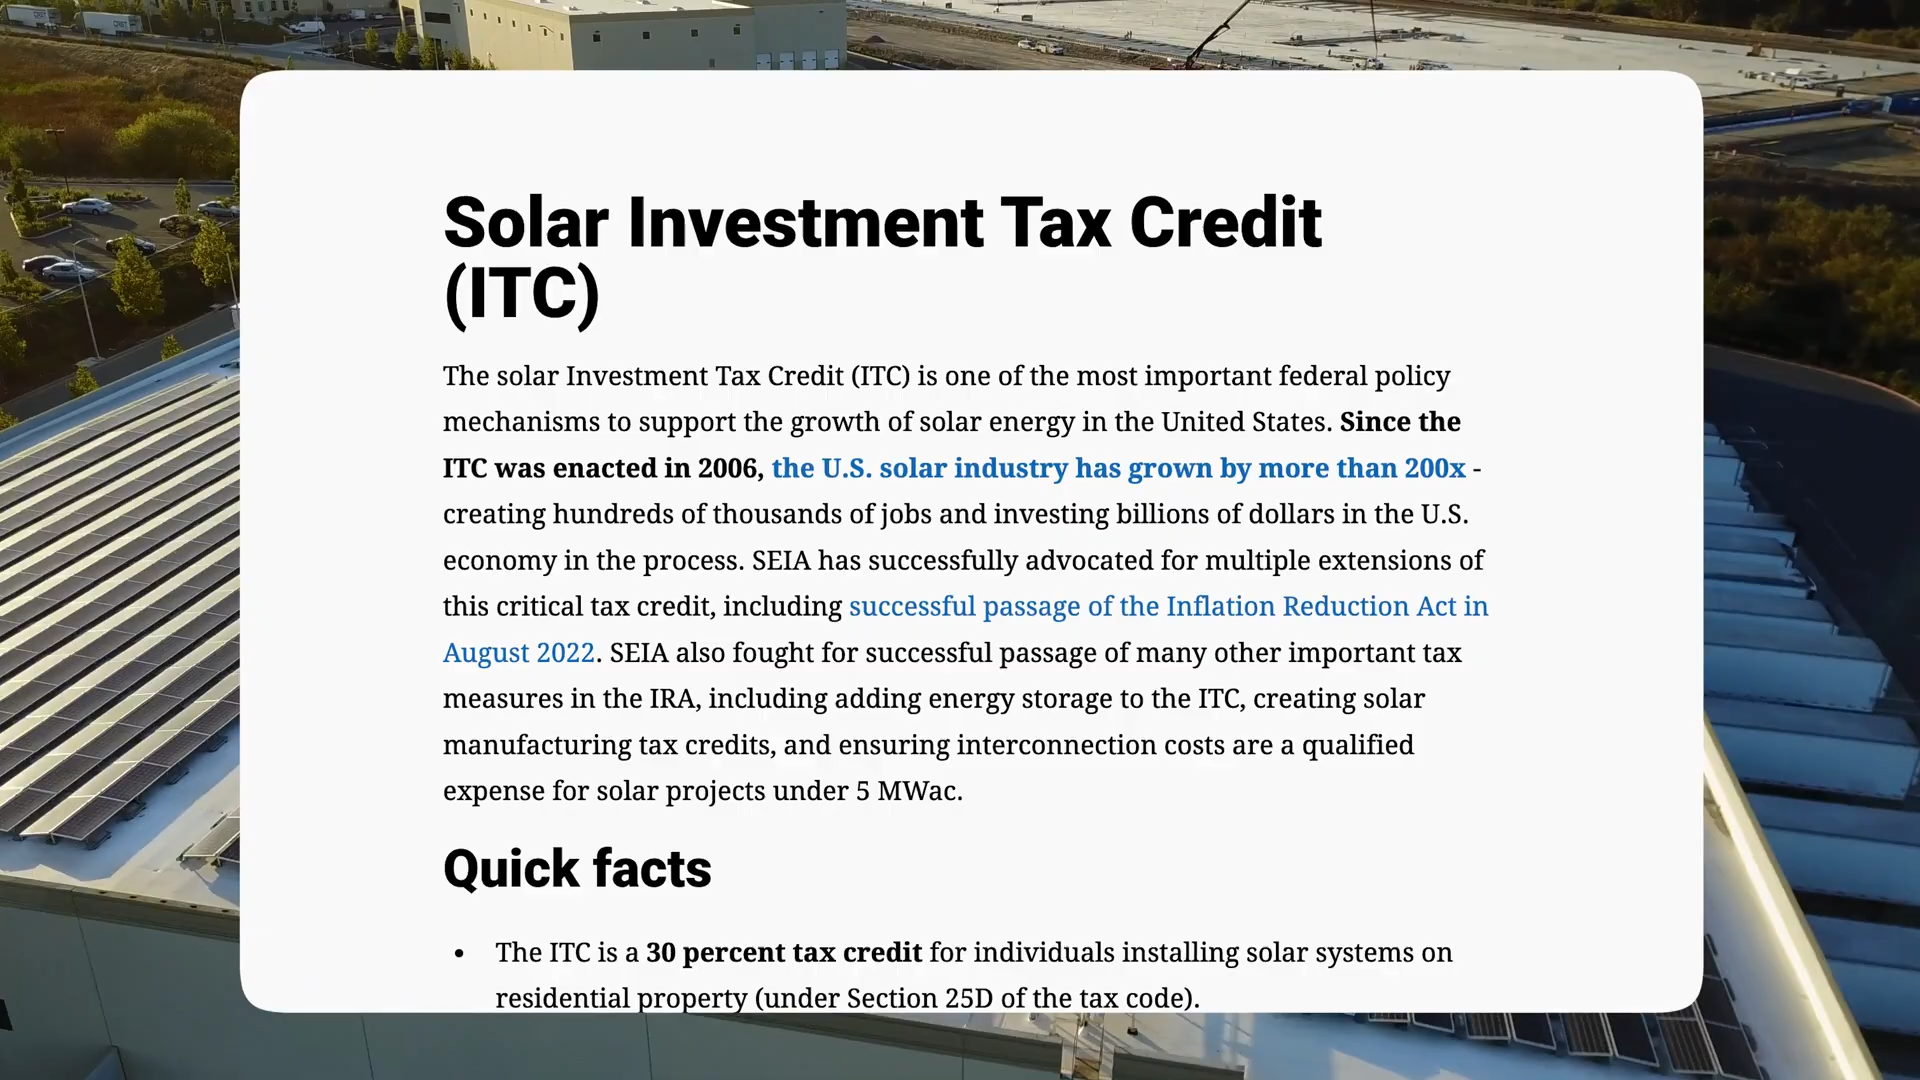 Solar Investment Tax Credit
(ITC)
The solar Investment Tax Credit (ITC) is one of the most important federal policy
mechanisms to support the growth of solar energy in the United States. Since the
ITC was enacted in 2006, the U.S. solar industry has grown by more than 200x -
creating hundreds of thousands of jobs and investing billions of dollars in the U.S.
economy in the process. SEIA has successfully advocated for multiple extensions of
this critical tax credit, including successful passage of the Inflation Reduction Act in
August 2022. SEIA also fought for successful passage of many other important tax
measures in the IRA, including adding energy storage to the ITC, creating solar
manufacturing tax credits, and ensuring interconnection costs are a qualified
expense for solar projects under 5 MWac.
Quick facts
• The ITC is a 30 percent tax credit for individuals installing solar systems on
residential property (under Section 25D of the tax code).